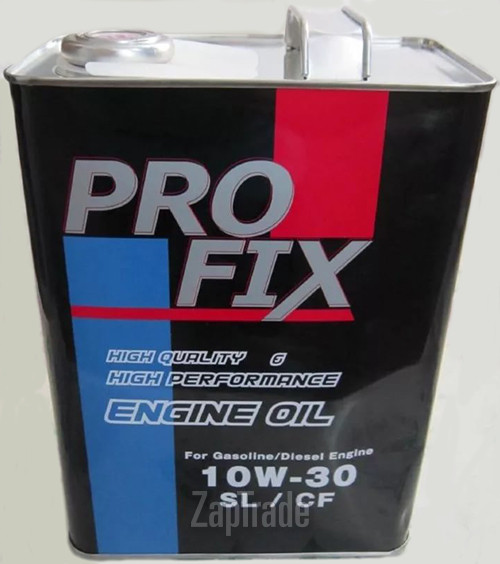 PRO
FIX
HIGH QUALITY &
HIGH PERFORMANCE
ENGINE OIL
For Gasoline/Diesel Engine
10W-30
SL / CF
ZapTrade